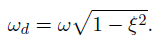 ω_d = ω√(1 − ξ²).